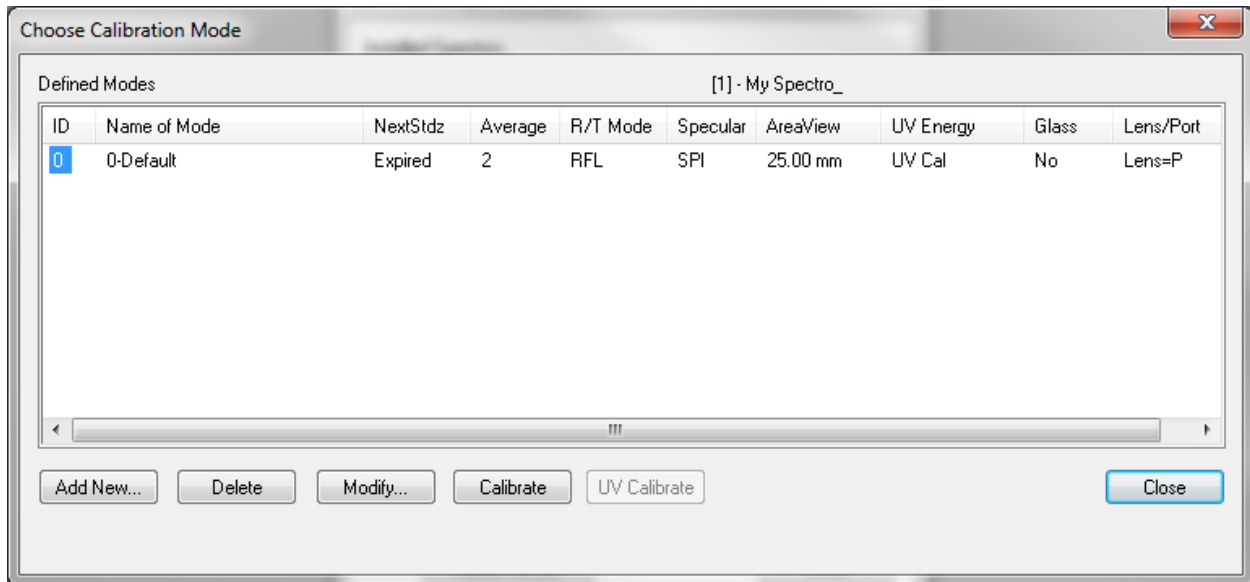 Choose Calibration Mode
Defined Modes [1] - My Spectro_
ID Name of Mode NextStdz Average R/T Mode Specular AreaView UV Energy Glass Lens/Port
0 0-Default Expired 2 RFL SPI 25.00 mm UV Cal No Lens=P
Add New... Delete Modify... Calibrate UV Calibrate Close